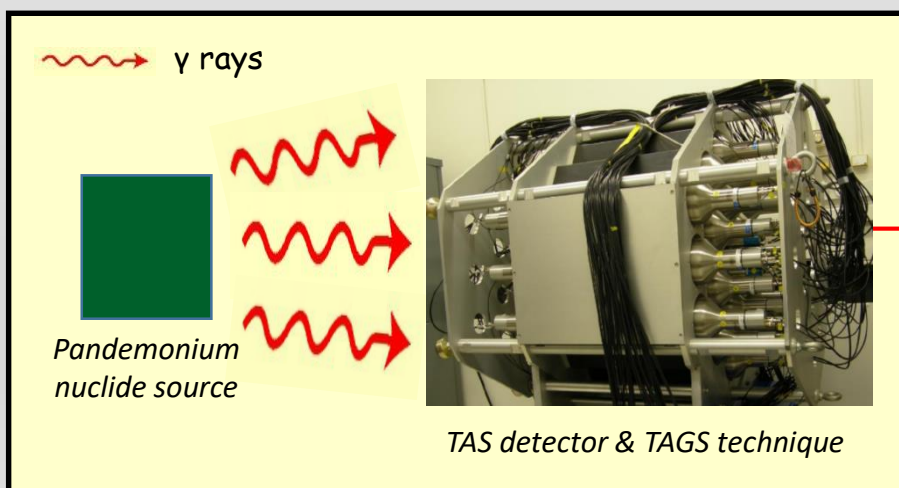 γ rays
Pandemonium
nuclide source
TAS detector & TAGS technique